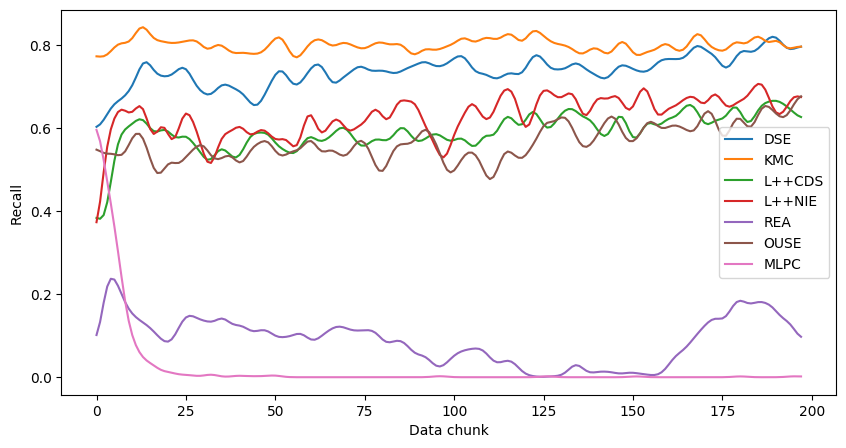 0.8
0.6
0.4
0.2
0.0
Recall
0
25
50
75
100
125
150
175
200
Data chunk
DSE
KMC
L++CDS
L++NIE
REA
OUSE
MLPC